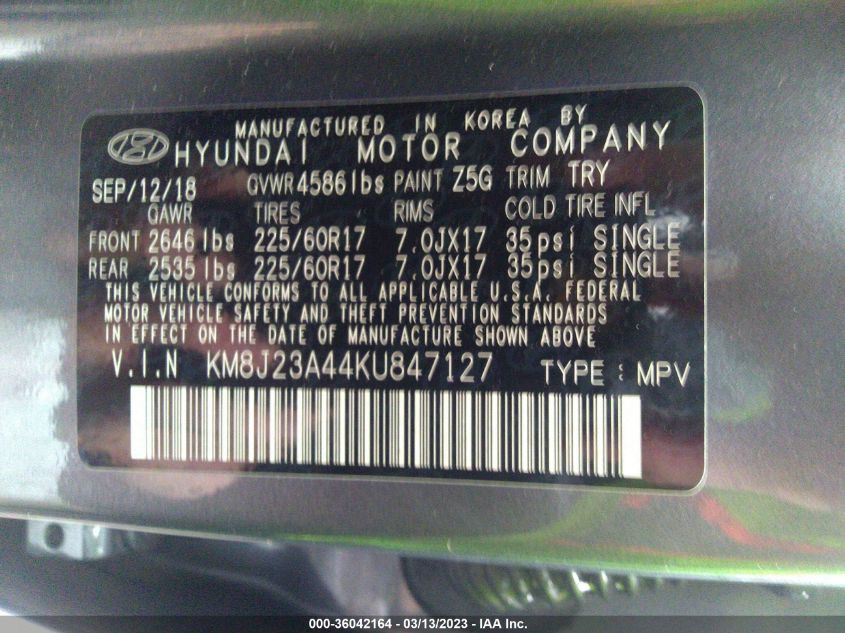 MANUFACTURED IN KOREA BY
HYUNDAI MOTOR COMPANY
SEP/12/18 GVWR 4586lbs PAINT Z5G TRIM TRY
GAWR TIRES RIMS COLD TIRE INFL
FRONT 2646 lbs 225/60R17 7.0JX17 35psi SINGLE
REAR 2535 lbs 225/60R17 7.0JX17 35psi SINGLE
THIS VEHICLE CONFORMS TO ALL APPLICABLE U.S.A. FEDERAL
MOTOR VEHICLE SAFETY AND THEFT PREVENTION STANDARDS
IN EFFECT ON THE DATE OF MANUFACTURE SHOWN ABOVE
V.I.N KM8J23A44KU847127 TYPE : MPV
000-36042164 - 03/13/2023 - IAA Inc.